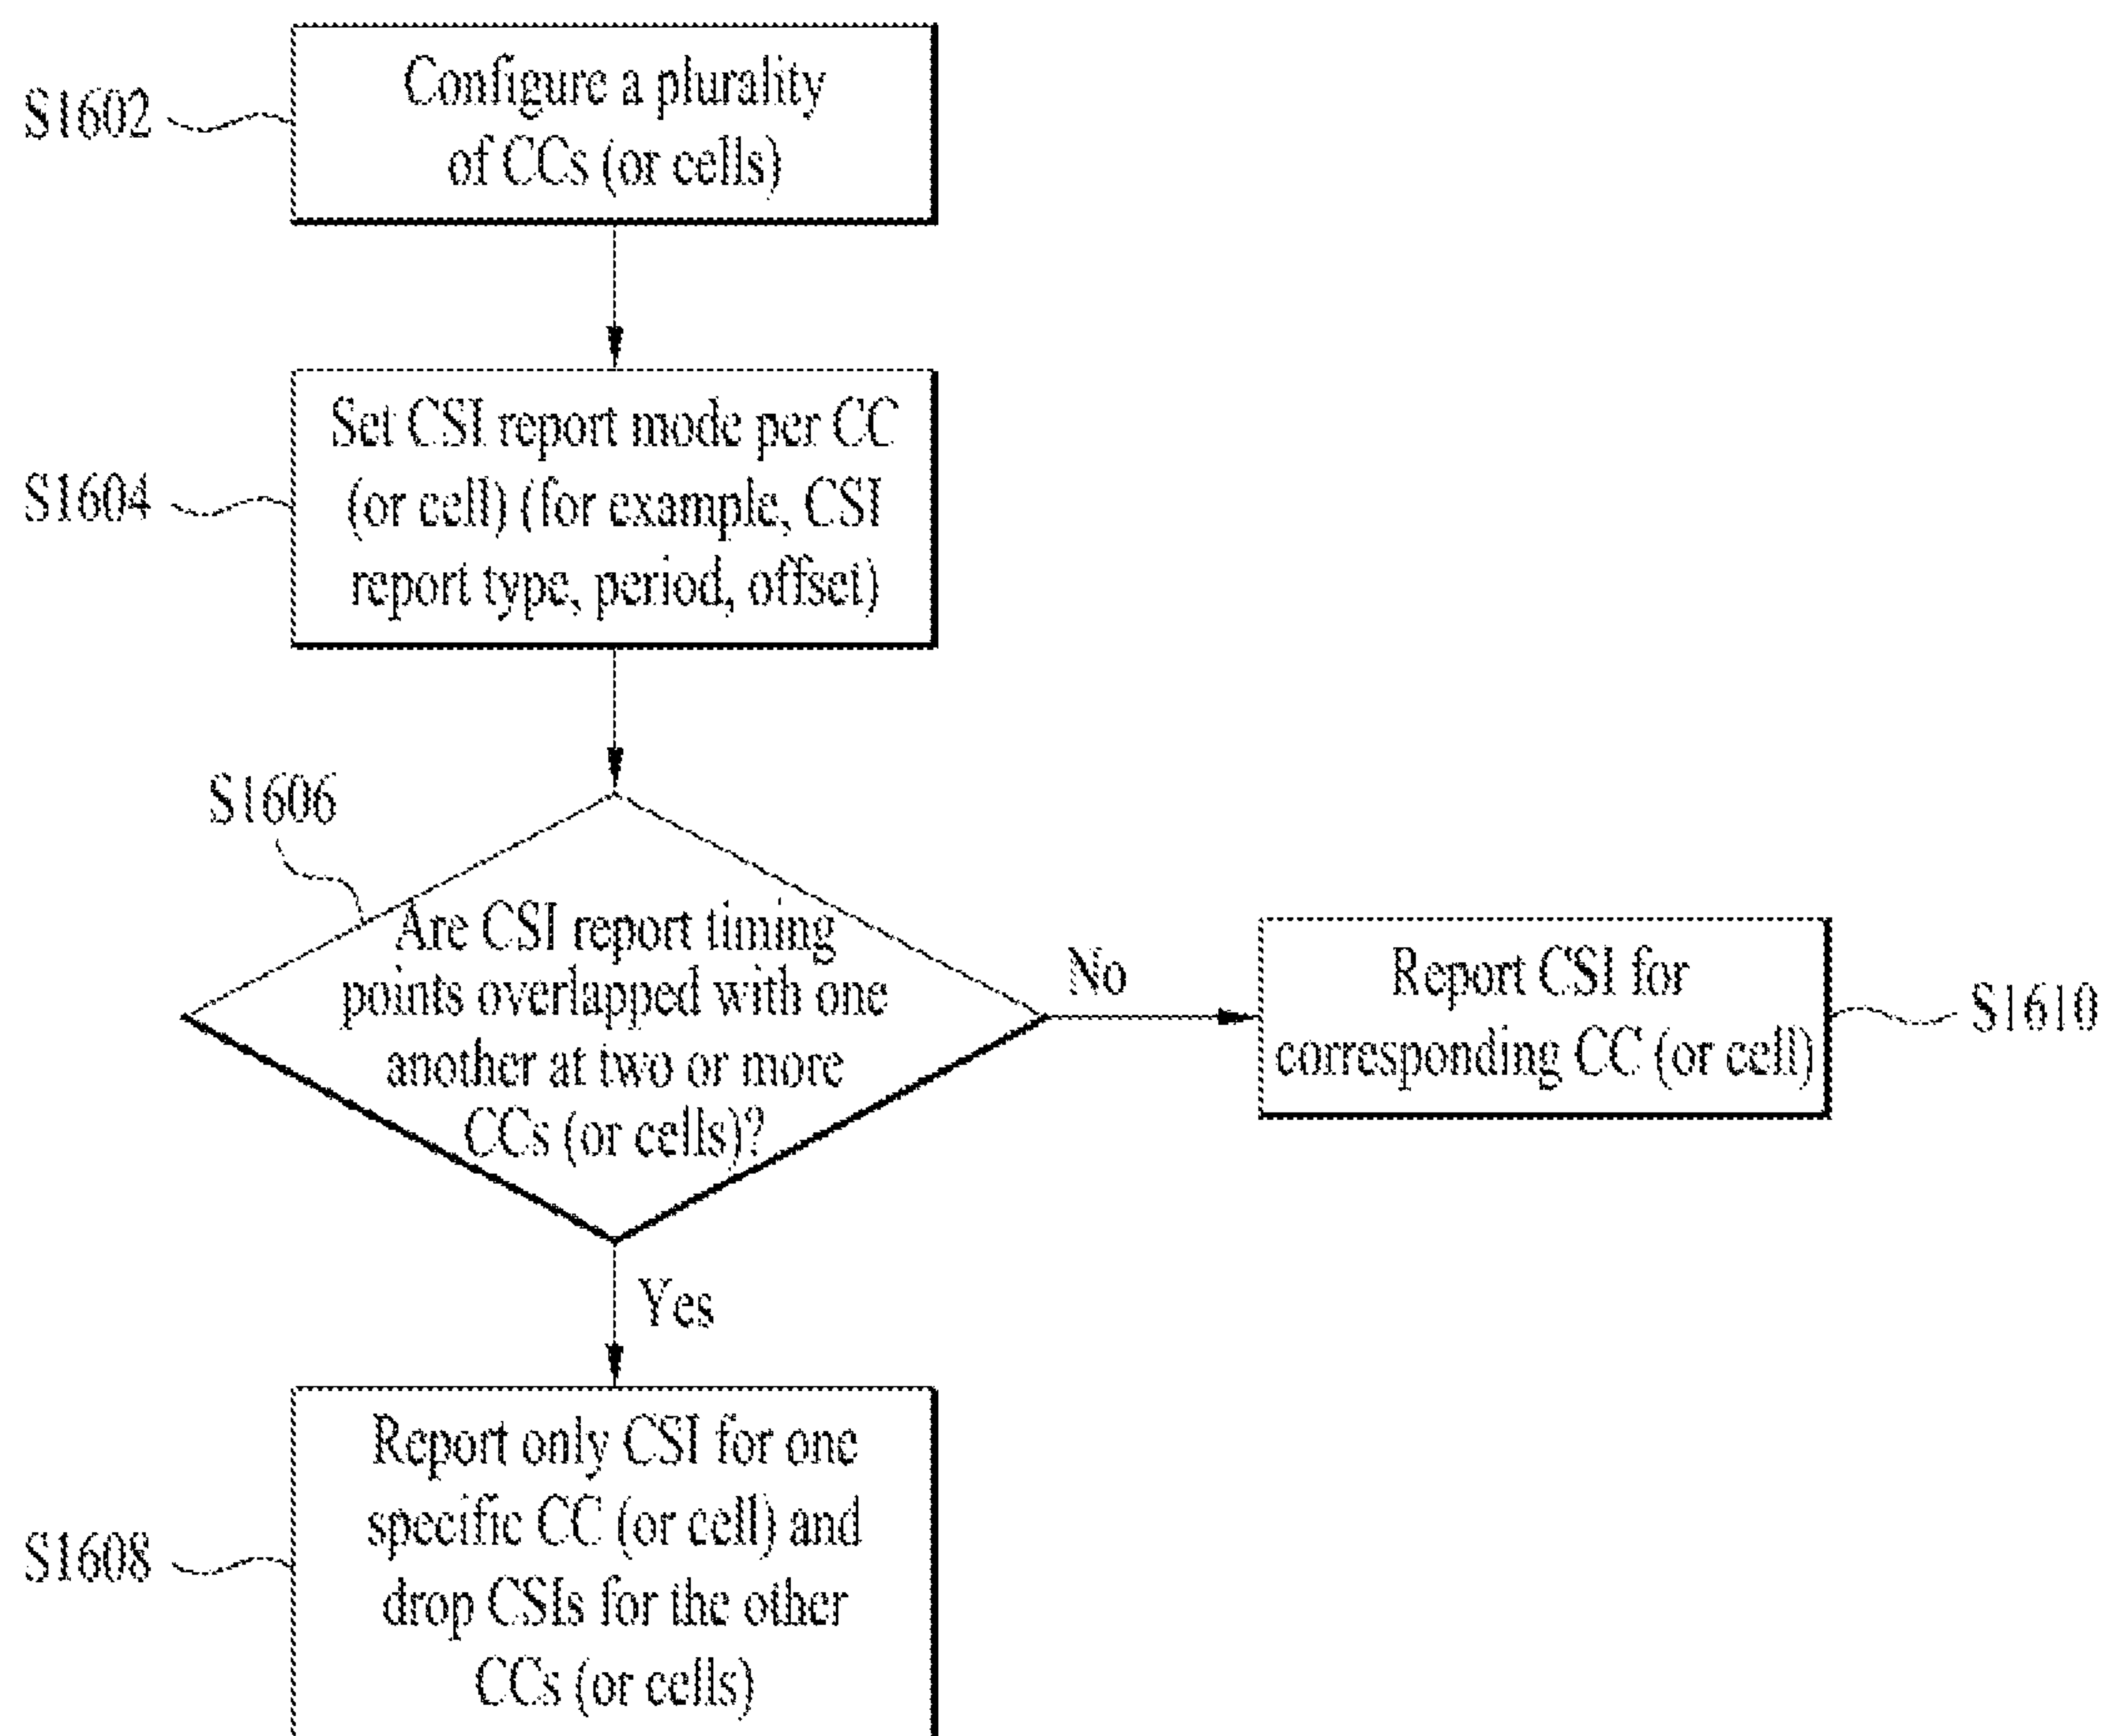 S1602
Configure a plurality
of CCs (or cells)
S1604
Set CSI report mode per CC
(or cell) (for example, CSI
report type, period, offset)
S1606
Are CSI report timing
points overlapped with one
another at two or more
CCs (or cells)?
No
Report CSI for
corresponding CC (or cell)
S1610
Yes
S1608
Report only CSI for one
specific CC (or cell) and
drop CSIs for the other
CCs (or cells)